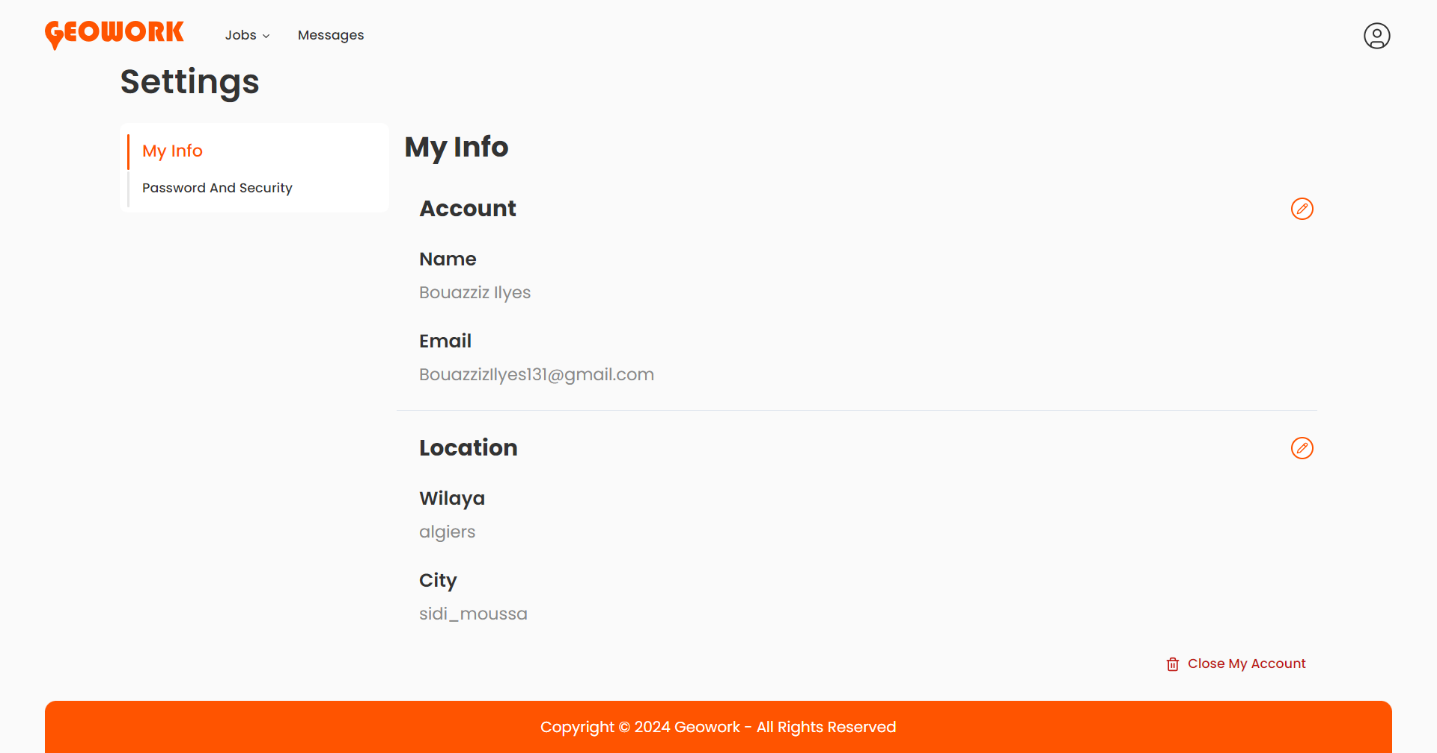 GEOWORK
Jobs
Messages
Settings
My Info
Password And Security
My Info
Account
Name
Bouazziz Ilyes
Email
BouazzizIlyes131@gmail.com
Location
Wilaya
algiers
City
sidi_moussa
Close My Account
Copyright © 2024 Geowork - All Rights Reserved